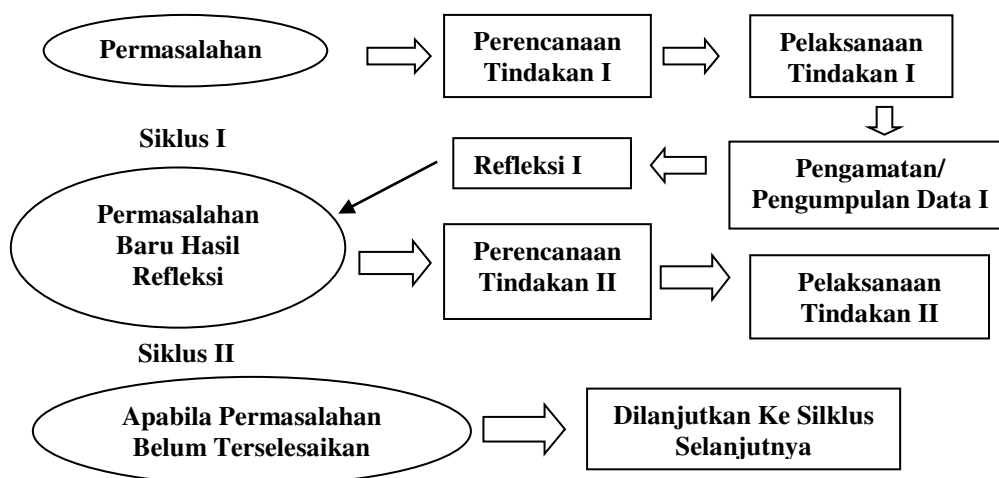 Permasalahan
Perencanaan
Tindakan I
Pelaksanaan
Tindakan I
Siklus I
Refleksi I
Pengamatan/
Pengumpulan Data I
Permasalahan
Baru Hasil
Refleksi
Perencanaan
Tindakan II
Pelaksanaan
Tindakan II
Siklus II
Apabila Permasalahan
Belum Terselesaikan
Dilanjutkan Ke Silklus
Selanjutnya